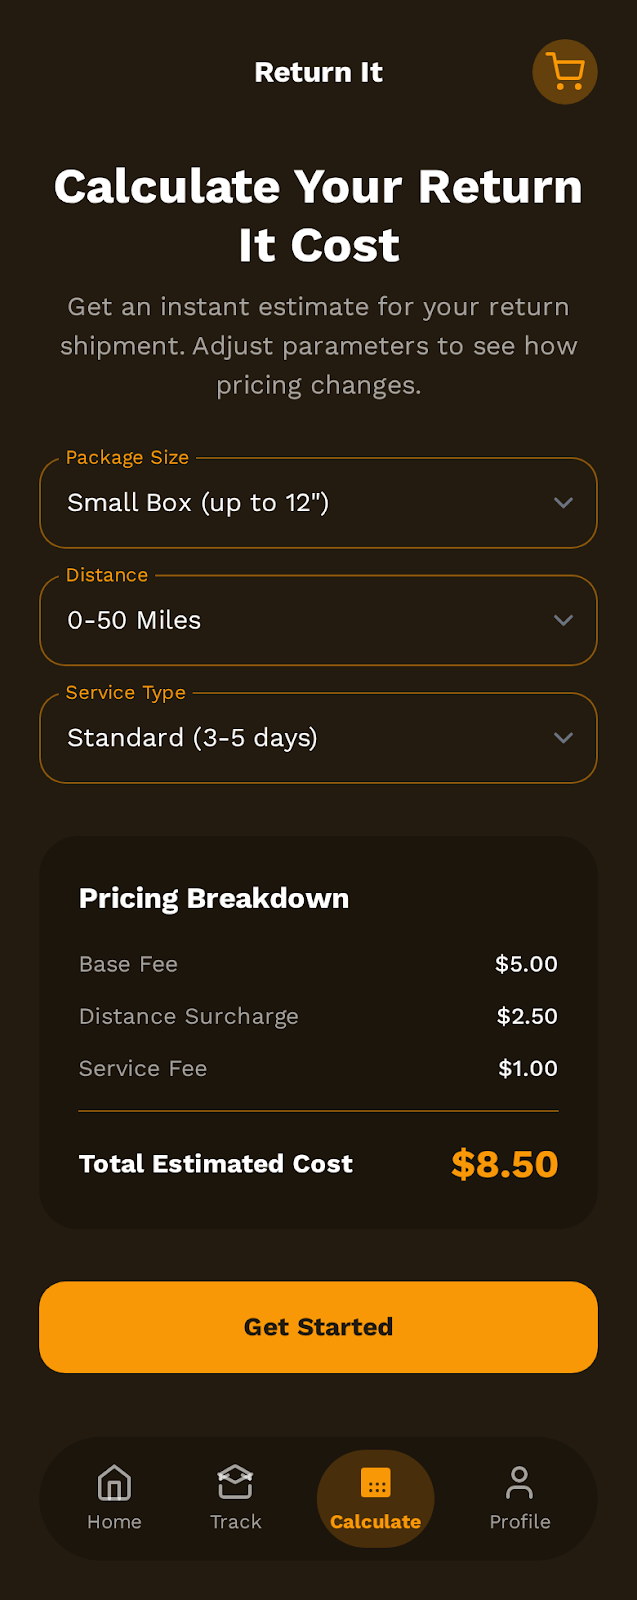 Return It
Calculate Your Return
It Cost
Get an instant estimate for your return
shipment. Adjust parameters to see how
pricing changes.
Package Size
Small Box (up to 12")
Distance
0-50 Miles
Service Type
Standard (3-5 days)
Pricing Breakdown
Base Fee $5.00
Distance Surcharge $2.50
Service Fee $1.00
Total Estimated Cost $8.50
Get Started
Home Track Calculate Profile